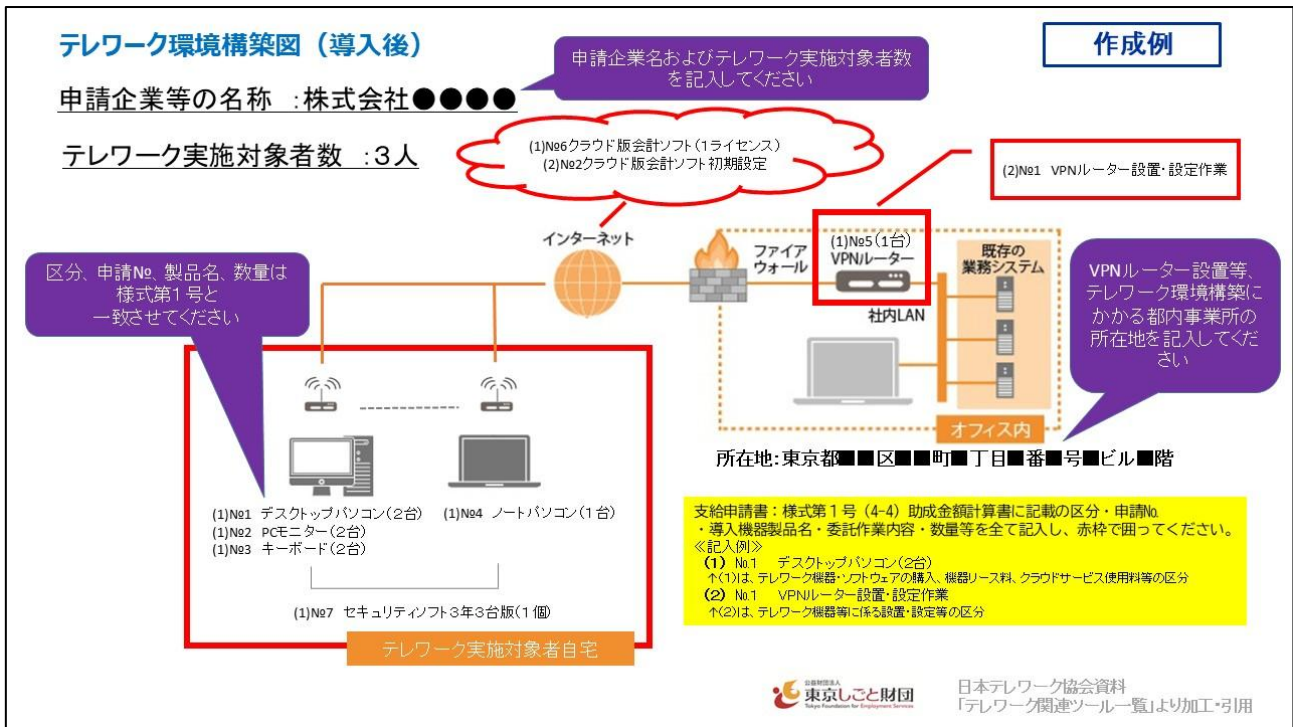 テレワーク環境構築図（導入後）
作成例
申請企業名およびテレワーク実施対象者数
を記入してください
申請企業等の名称 ：株式会社●●●●
テレワーク実施対象者数 ：３人
(1)№6クラウド版会計ソフト(1ライセンス)
(2)№2クラウド版会計ソフト初期設定
(2)№1 VPNルーター設置・設定作業
インターネット
ファイア
ウォール
(1)№5(1台)
VPNルーター
既存の
業務システム
社内LAN
オフィス内
区分、申請№、製品名、数量は
様式第１号と
一致させてください
VPNルーター設置等、
テレワーク環境構築に
かかる都内事業所の
所在地を記入してくだ
さい
所在地：東京都■■区■■町■丁目■番■号■ビル■階
(1)№1 デスクトップパソコン(2台)
(1)№2 PCモニター(2台)
(1)№3 キーボード(2台)
(1)№4 ノートパソコン(1台)
(1)№7 セキュリティソフト3年3台版(1個)
テレワーク実施対象者自宅
支給申請書：様式第１号（4-4）助成金額計算書に記載の区分・申請№
・導入機器製品名・委託作業内容・数量等を全て記入し、赤枠で囲ってください。
≪記入例≫
（1）№1 デスクトップパソコン(2台)
↑(1)は、テレワーク機器・ソフトウェアの購入、機器リース料、クラウドサービス使用料等の区分
（2）№1 VPNルーター設置・設定作業
↑(2)は、テレワーク機器等に係る設置・設定等の区分
公益財団法人
東京しごと財団
Tokyo Foundation for Employment Services
日本テレワーク協会資料
「テレワーク関連ツール一覧」より加工・引用